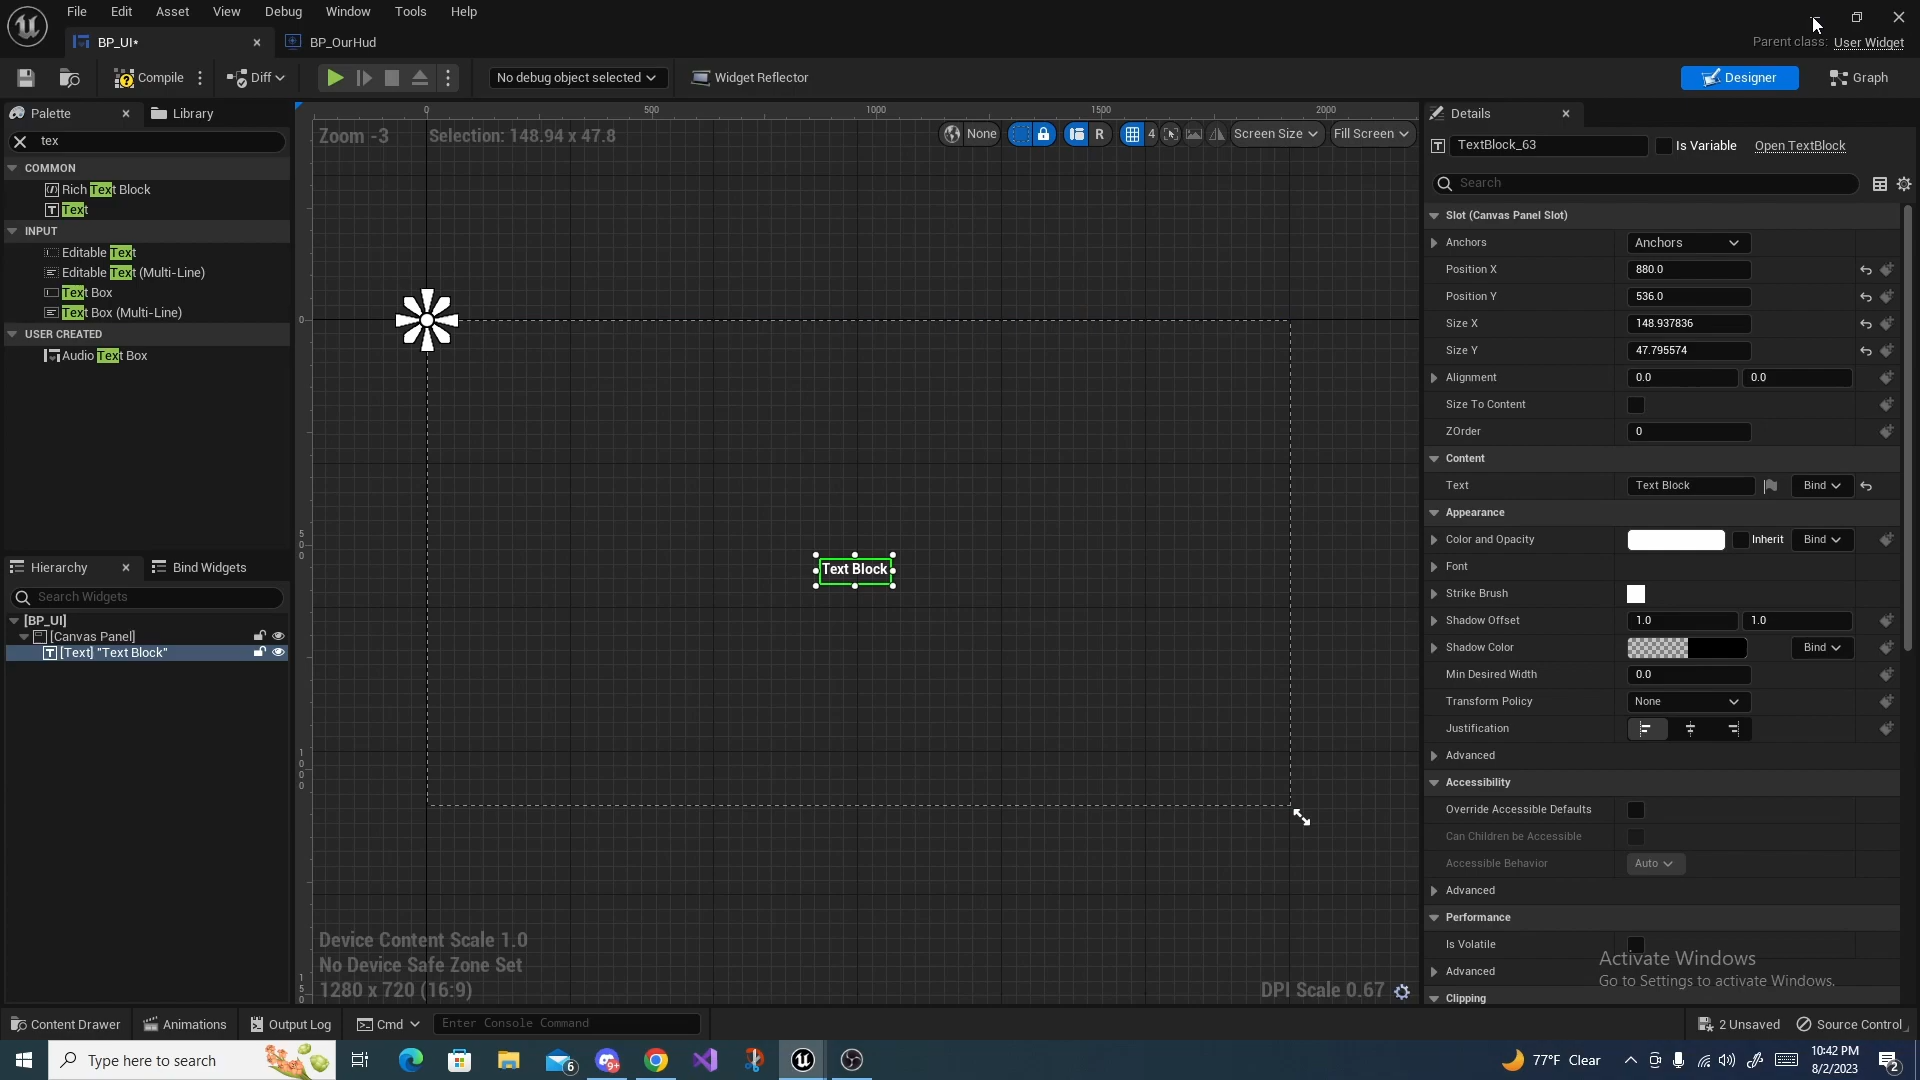 File Edit Asset View Debug Window Tools Help
BP_UI* BP_OurHud
Parent class: User Widget
Compile Diff No debug object selected Widget Reflector Designer Graph
Palette Library
tex
COMMON
Rich Text Block
Text
INPUT
Editable Text
Editable Text (Multi-Line)
Text Box
Text Box (Multi-Line)
USER CREATED
Audio Text Box
Hierarchy Bind Widgets
Search Widgets
[BP_UI]
[Canvas Panel]
[Text] "Text Block"
0 500 1000 1500 2000
Zoom -3 Selection: 148.94 x 47.8
None R 4 Screen Size Fill Screen
0
500
1000
150
Text Block
Device Content Scale 1.0
No Device Safe Zone Set
1280 x 720 (16:9)
DPI Scale 0.67
Details
TextBlock_63 Is Variable Open TextBlock
Search
Slot (Canvas Panel Slot)
Anchors Anchors
Position X 880.0
Position Y 536.0
Size X 148.937836
Size Y 47.795574
Alignment 0.0 0.0
Size To Content
ZOrder 0
Content
Text Text Block Bind
Appearance
Color and Opacity Inherit Bind
Font
Strike Brush
Shadow Offset 1.0 1.0
Shadow Color Bind
Min Desired Width 0.0
Transform Policy None
Justification
Advanced
Accessibility
Override Accessible Defaults
Can Children be Accessible
Accessible Behavior Auto
Advanced
Performance
Is Volatile
Advanced
Clipping
Activate Windows
Go to Settings to activate Windows.
Content Drawer Animations Output Log Cmd Enter Console Command 2 Unsaved Source Control
Type here to search 6 9+ 77°F Clear 10:42 PM
8/2/2023 2